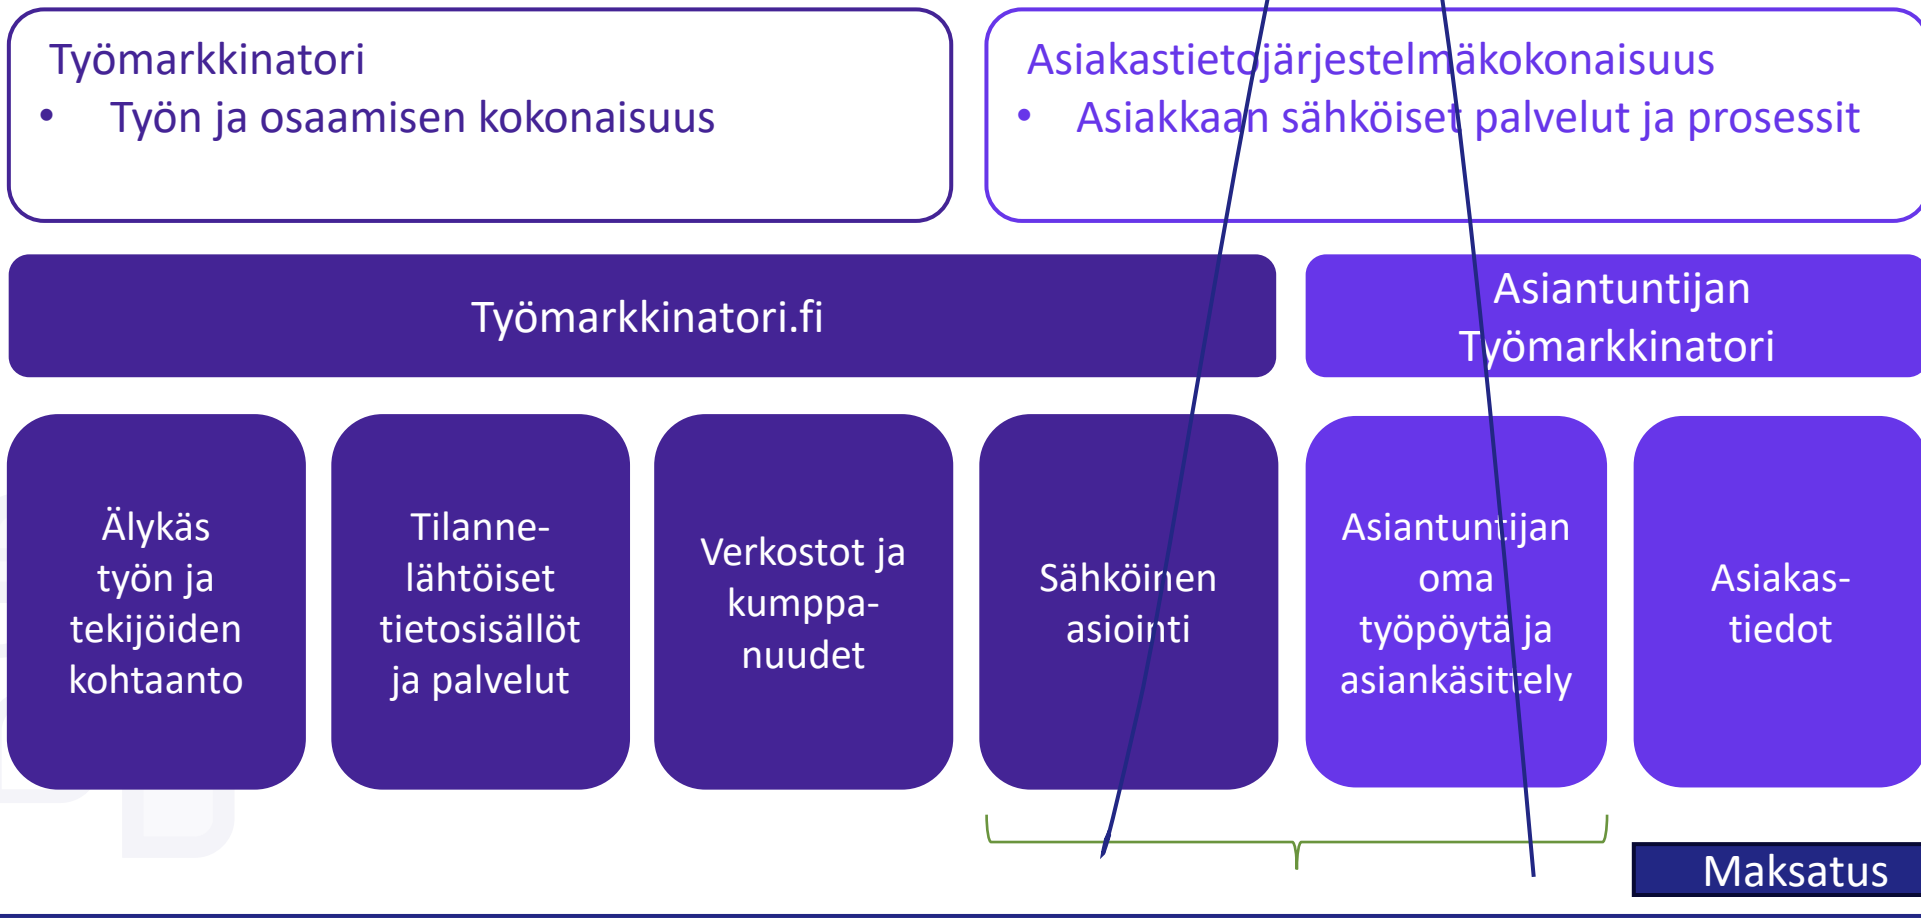 Työmarkkinatori
• Työn ja osaamisen kokonaisuus
Asiakastietojärjestelmäkokonaisuus
• Asiakkaan sähköiset palvelut ja prosessit
Työmarkkinatori.fi
Asiantuntijan
Työmarkkinatori
Älykäs
työn ja
tekijöiden
kohtaanto
Tilanne-
lähtöiset
tietosisällöt
ja palvelut
Verkostot ja
kumppa-
nuudet
Sähköinen
asiointi
Asiantuntijan
oma
työpöytä ja
asiankäsittely
Asiakas-
tiedot
Maksatus